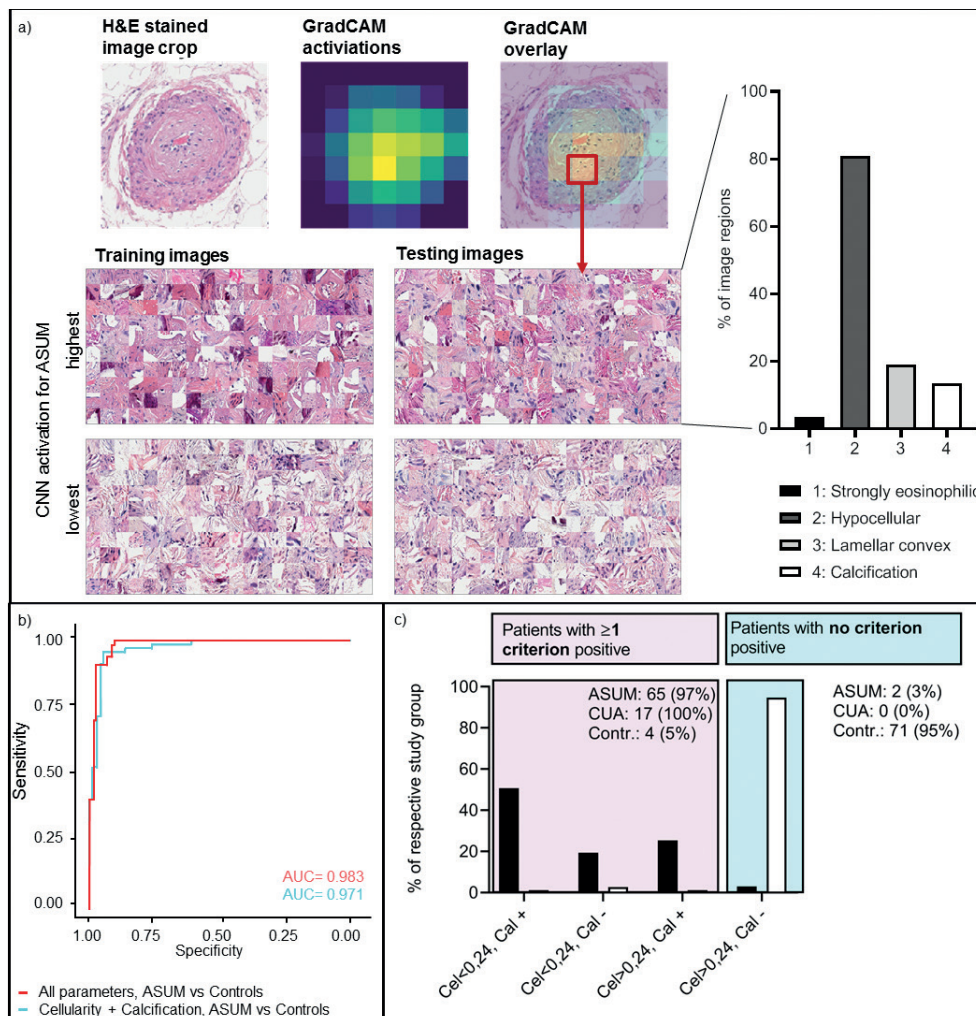 a)
H&E stained
image crop
GradCAM
activiations
GradCAM
overlay
Training images
Testing images
CNN activation for ASUM
highest
lowest
% of image regions
100
80
60
40
20
0
1
2
3
4
1: Strongly eosinophilic
2: Hypocellular
3: Lamellar convex
4: Calcification
b)
Sensitivity
1.00
0.75
0.50
0.25
0.00
AUC= 0.983
AUC= 0.971
1.00
0.75
0.50
0.25
0.00
Specificity
All parameters, ASUM vs Controls
Cellularity + Calcification, ASUM vs Controls
c)
Patients with ≥1
criterion positive
Patients with no criterion
positive
% of respective study group
100
80
60
40
20
0
ASUM: 65 (97%)
CUA: 17 (100%)
Contr.: 4 (5%)
ASUM: 2 (3%)
CUA: 0 (0%)
Contr.: 71 (95%)
Cel<0,24, Cal +
Cel<0,24, Cal -
Cel>0,24, Cal +
Cel>0,24, Cal -